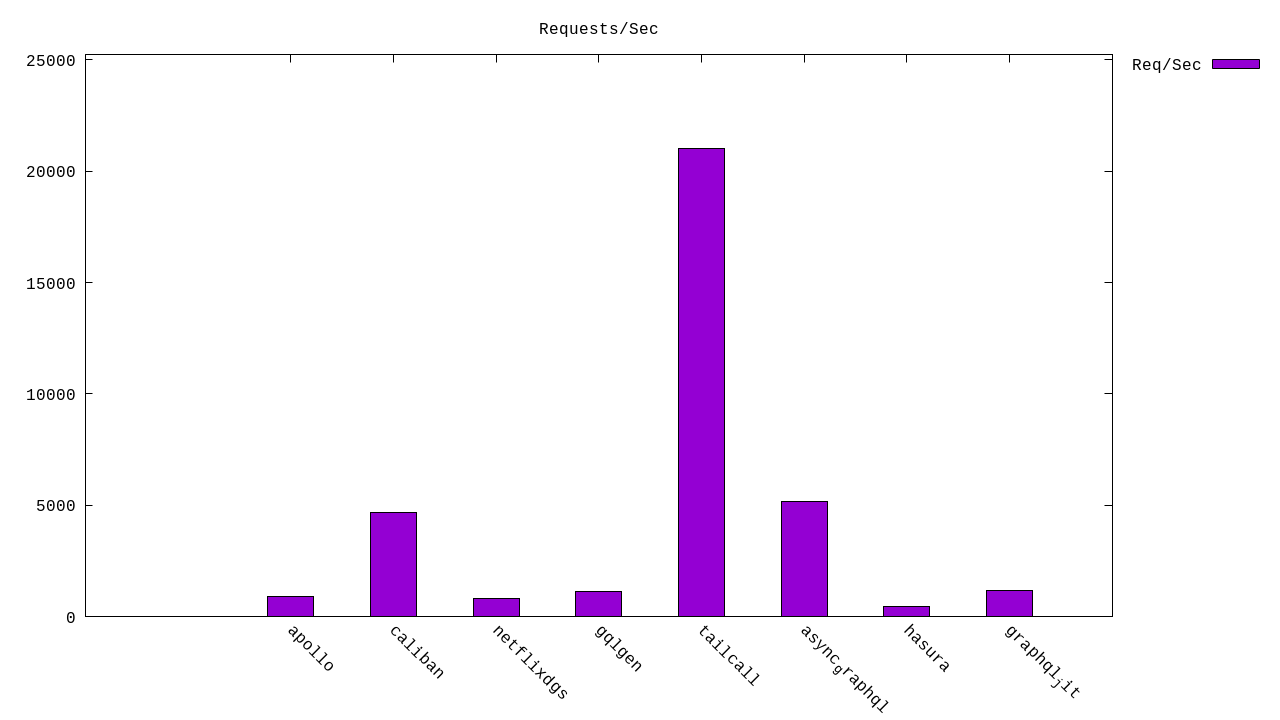 Requests/Sec
Req/Sec
25000
20000
15000
10000
5000
0
apollo
caliban
netflixdgs
gqlgen
tailcall
async_graphql
hasura
graphql_jit